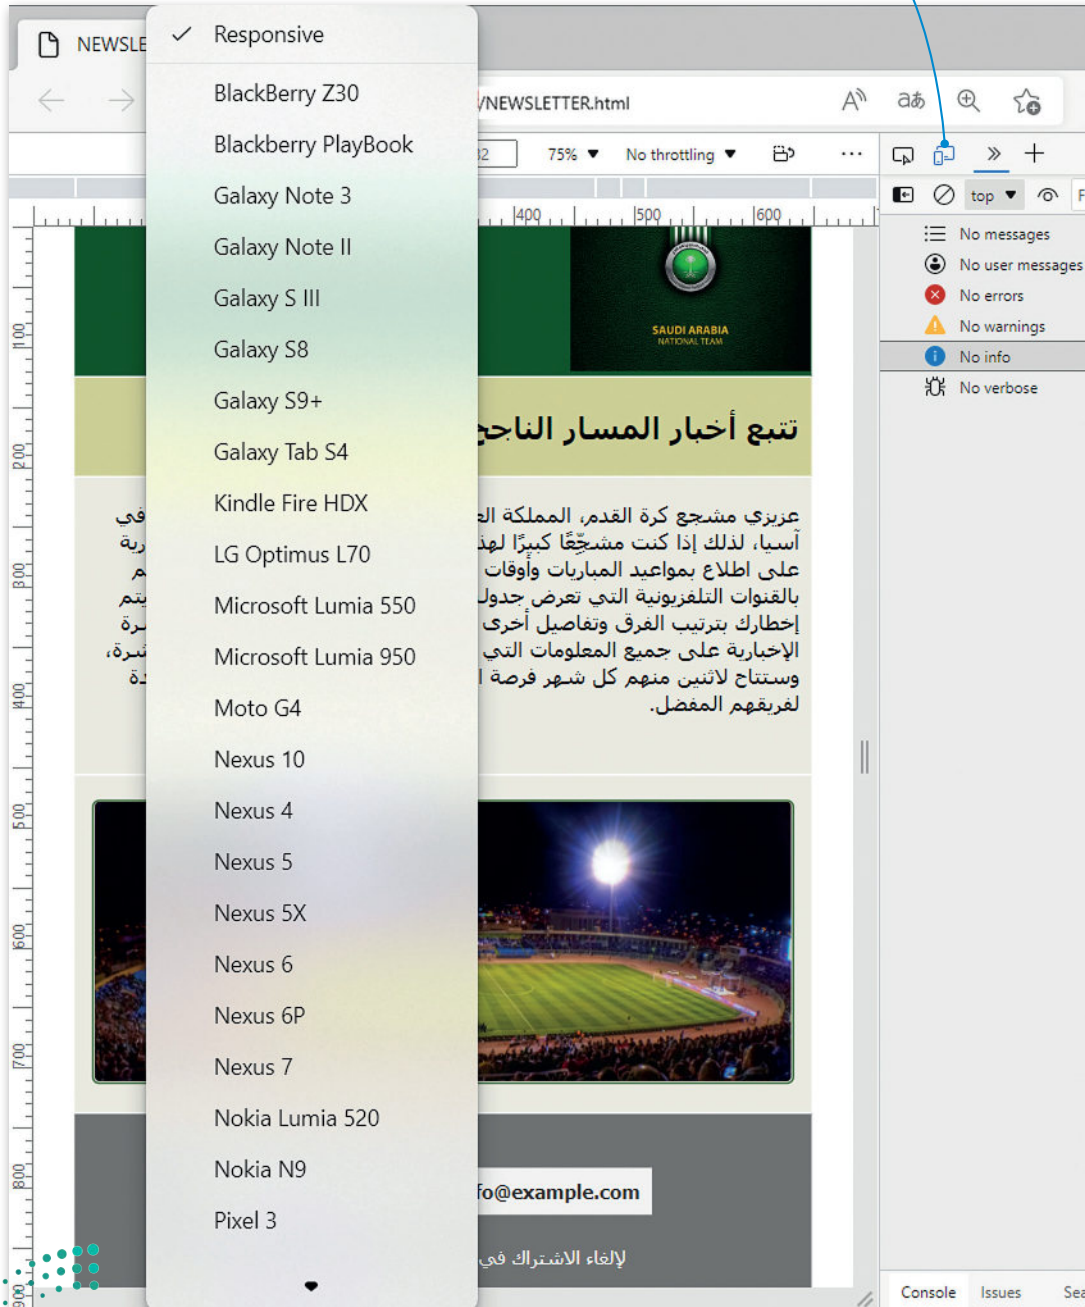 NEWSLE
/NEWSLETTER.html
75%
No throttling
top
Responsive
BlackBerry Z30
Blackberry PlayBook
Galaxy Note 3
Galaxy Note II
Galaxy S III
Galaxy S8
Galaxy S9+
Galaxy Tab S4
Kindle Fire HDX
LG Optimus L70
Microsoft Lumia 550
Microsoft Lumia 950
Moto G4
Nexus 10
Nexus 4
Nexus 5
Nexus 5X
Nexus 6
Nexus 6P
Nexus 7
Nokia Lumia 520
Nokia N9
Pixel 3
400 500 600
100
200
300
400
500
600
700
800
900
SAUDI ARABIA
NATIONAL TEAM
تتبع أخبار المسار الناجح
عزيزي مشجع كرة القدم، المملكة في
آسيا، لذلك إذا كنت مشجّعًا كبيرًا
على اطلاع بمواعيد المباريات وأوقات
بالقنوات التلفزيونية التي تعرض يتم
إخطارك بترتيب الفرق وتفاصيل أخرى
الإخبارية على جميع المعلومات التي
وستتاح لاثنين منهم كل شهر فرصة
لفريقهم المفضل.
fo@example.com
لإلغاء الاشتراك في
No messages
No user messages
No errors
No warnings
No info
No verbose
Console Issues